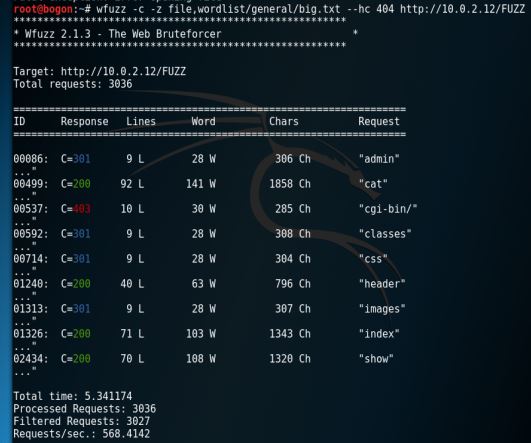 root@bogon:~# wfuzz -c -z file,wordlist/general/big.txt --hc 404 http://10.0.2.12/FUZZ
********************************************************
* Wfuzz 2.1.3 - The Web Bruteforcer                      *
********************************************************
Target: http://10.0.2.12/FUZZ
Total requests: 3036
==================================================================
ID      Response   Lines      Word         Chars          Request
==================================================================
00086:  C=301      9 L        28 W          306 Ch        "admin"
..."
00499:  C=200     92 L       141 W         1858 Ch        "cat"
..."
00537:  C=403     10 L        30 W          285 Ch        "cgi-bin/"
..."
00592:  C=301      9 L        28 W          308 Ch        "classes"
..."
00714:  C=301      9 L        28 W          304 Ch        "css"
..."
01240:  C=200     40 L        63 W          796 Ch        "header"
..."
01313:  C=301      9 L        28 W          307 Ch        "images"
..."
01326:  C=200     71 L       103 W         1343 Ch        "index"
..."
02434:  C=200     70 L       108 W         1320 Ch        "show"
..."
Total time: 5.341174
Processed Requests: 3036
Filtered Requests: 3027
Requests/sec.: 568.4142